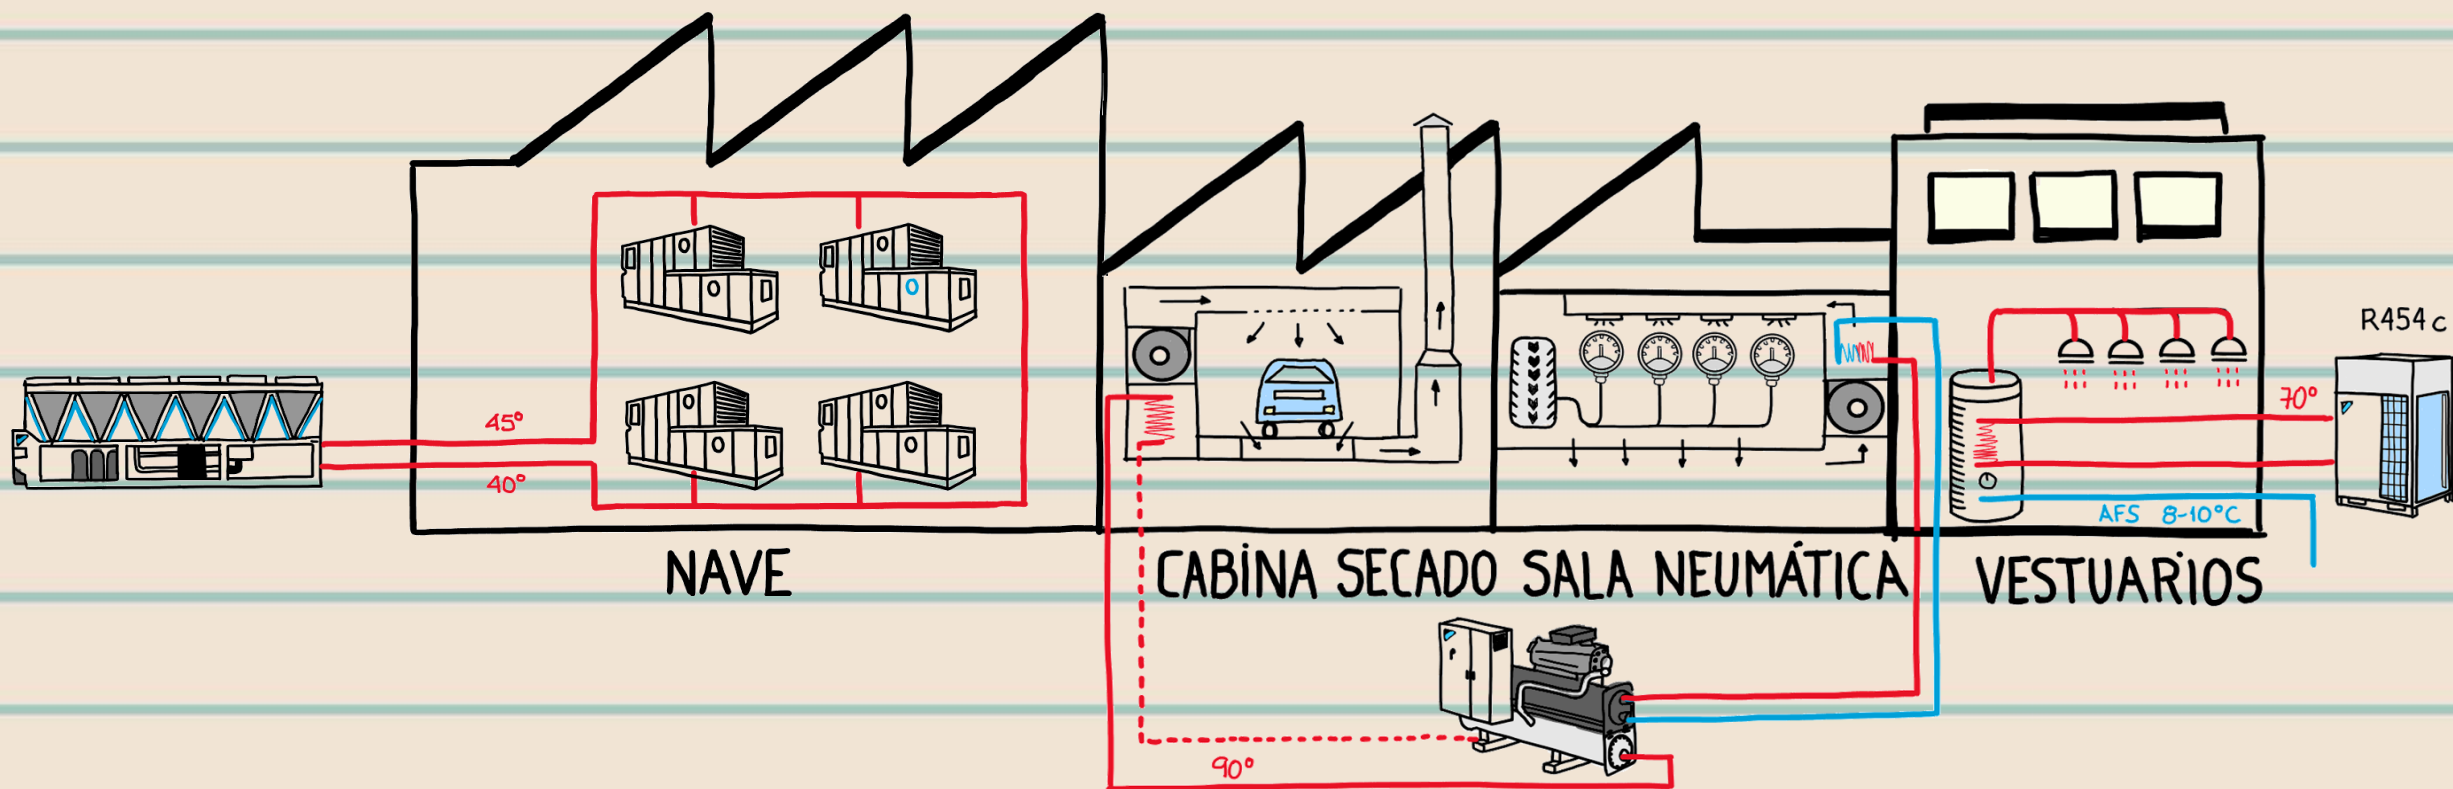 R454c
45°
40°
70°
AFS 8-10°C
NAVE
CABINA SECADO
SALA NEUMÁTICA
VESTUARIOS
90°